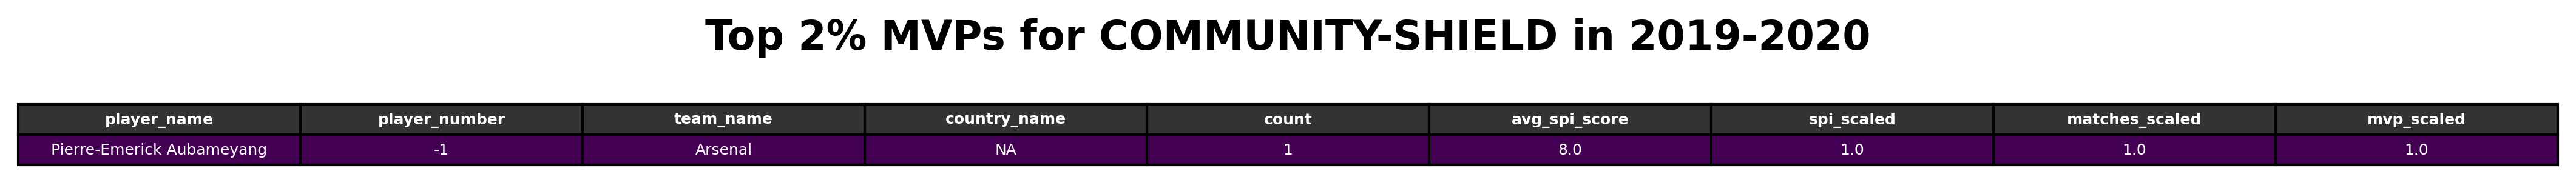 Top 2% MVPs for COMMUNITY-SHIELD in 2019-2020
player_name player_number team_name country_name count avg_spi_score spi_scaled matches_scaled mvp_scaled
Pierre-Emerick Aubameyang -1 Arsenal NA 1 8.0 1.0 1.0 1.0